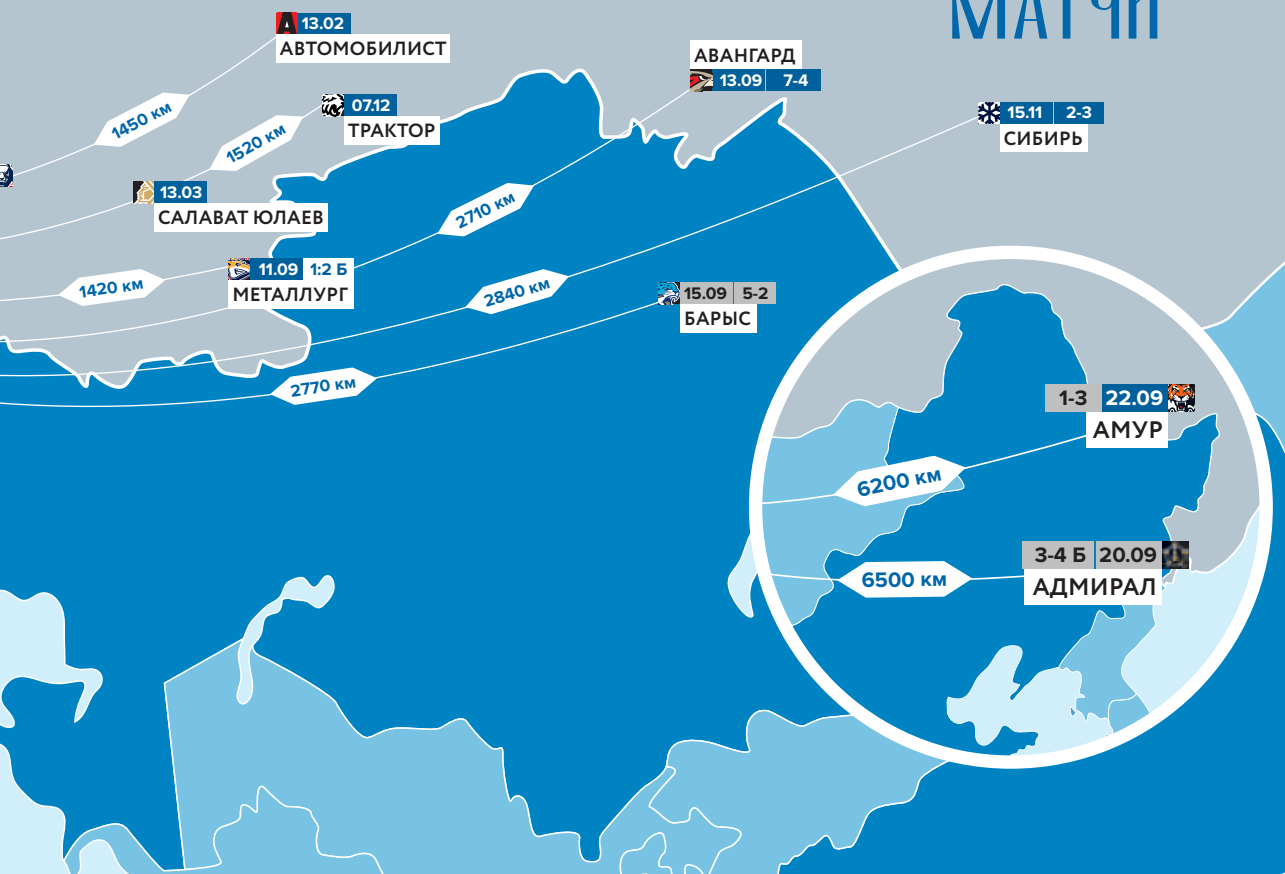 МАТЧИ
13.02
АВТОМОБИЛИСТ
1450 км
07.12
ТРАКТОР
1520 км
АВАНГАРД
13.09 7-4
15.11 2-3
СИБИРЬ
13.03
САЛАВАТ ЮЛАЕВ
2710 км
11.09 1:2 Б
МЕТАЛЛУРГ
1420 км
2840 км
15.09 5-2
БАРЫС
2770 км
1-3 22.09
АМУР
6200 км
3-4 Б 20.09
АДМИРАЛ
6500 км